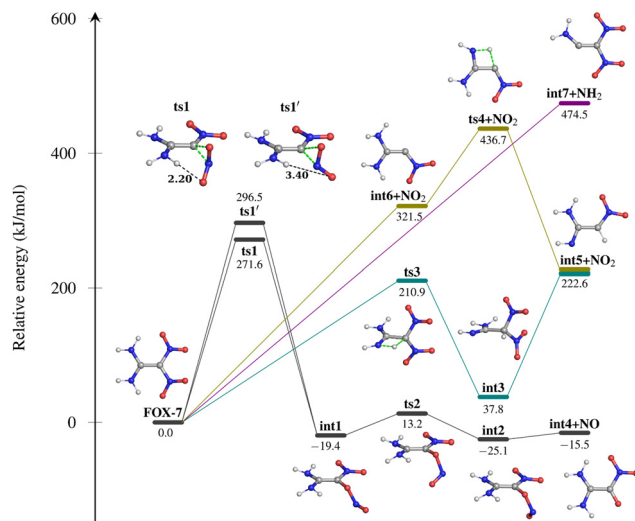 600
400
200
0
Relative energy (kJ/mol)
ts1
ts1′
2.20
3.40
296.5
ts1′
ts1
271.6
FOX-7
0.0
int6+NO2
321.5
ts4+NO2
436.7
int7+NH2
474.5
ts3
210.9
int5+NO2
222.6
int3
37.8
int1
−19.4
ts2
13.2
int2
−25.1
int4+NO
−15.5